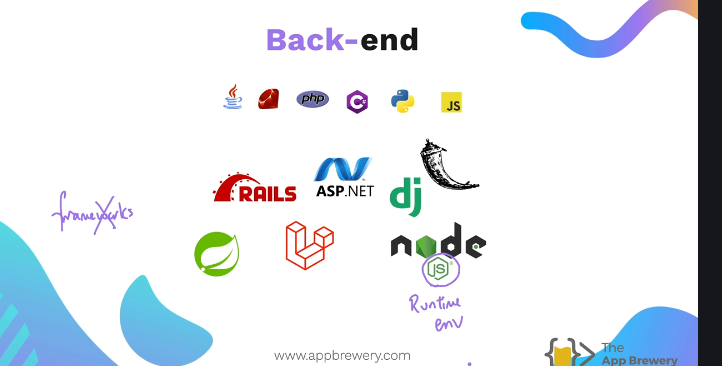 Back-end
php
C#
JS
RAILS
ASP.NET
dj
frameworks
node
JS
Runtime
env
www.appbrewery.com
The
App Brewery